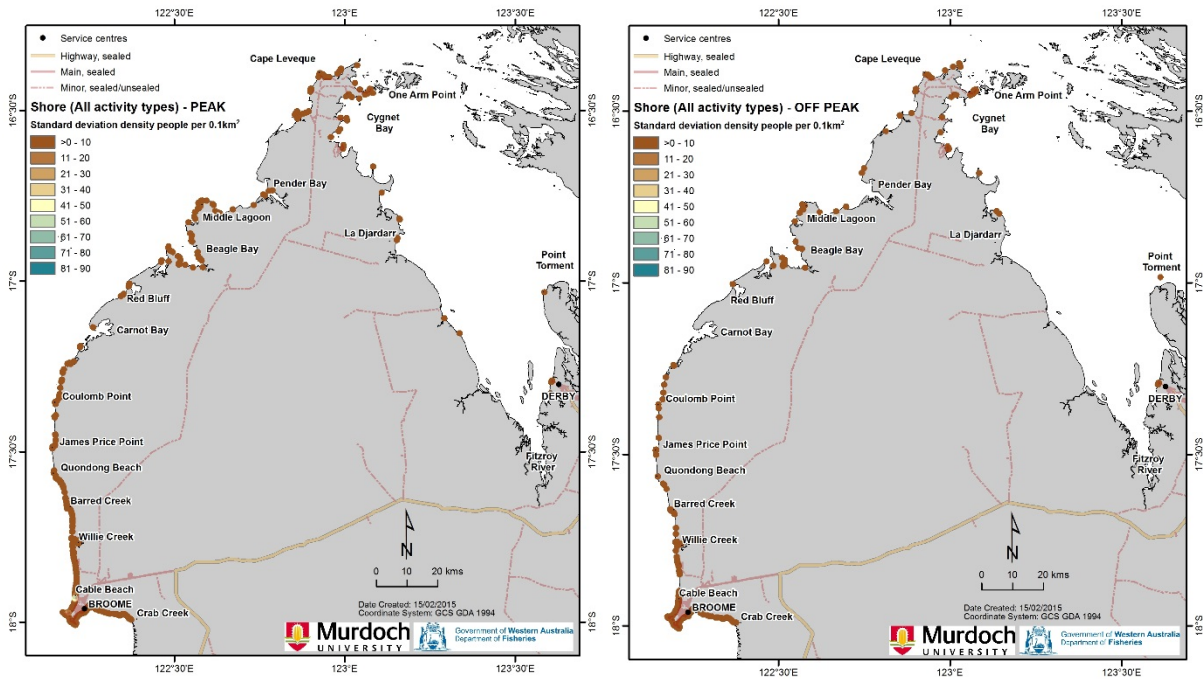 122°30'E
123°E
123°30'E
Service centres
Highway, sealed
Main, sealed
Minor, sealed/unsealed
Shore (All activity types) - PEAK
Standard deviation density people per 0.1km²
>0 - 10
11 - 20
21 - 30
31 - 40
41 - 50
51 - 60
61 - 70
71 - 80
81 - 90
Cape Leveque
One Arm Point
Cygnet
Bay
Pender Bay
Middle Lagoon
La Djardarr
Beagle Bay
Point
Torment
Red Bluff
Carnot Bay
DERBY
Coulomb Point
James Price Point
Fitzroy
River
Quondong Beach
Barred Creek
Willie Creek
Cable Beach
BROOME
Crab Creek
N
0 10 20 kms
Date Created: 15/02/2015
Coordinate System: GCS GDA 1994
Murdoch
UNIVERSITY
Government of Western Australia
Department of Fisheries
16°30'S
17°S
17°30'S
18°S
122°30'E
123°E
123°30'E
122°30'E
123°E
123°30'E
Service centres
Highway, sealed
Main, sealed
Minor, sealed/unsealed
Shore (All activity types) - OFF PEAK
Standard deviation density people per 0.1km²
>0 - 10
11 - 20
21 - 30
31 - 40
41 - 50
51 - 60
61 - 70
71 - 80
81 - 90
Cape Leveque
One Arm Point
Cygnet
Bay
Pender Bay
Middle Lagoon
La Djardarr
Beagle Bay
Point
Torment
Red Bluff
Carnot Bay
DERBY
Coulomb Point
James Price Point
Fitzroy
River
Quondong Beach
Barred Creek
Willie Creek
Cable Beach
BROOME
Crab Creek
N
0 10 20 kms
Date Created: 15/02/2015
Coordinate System: GCS GDA 1994
Murdoch
UNIVERSITY
Government of Western Australia
Department of Fisheries
16°30'S
17°S
17°30'S
18°S
122°30'E
123°E
123°30'E